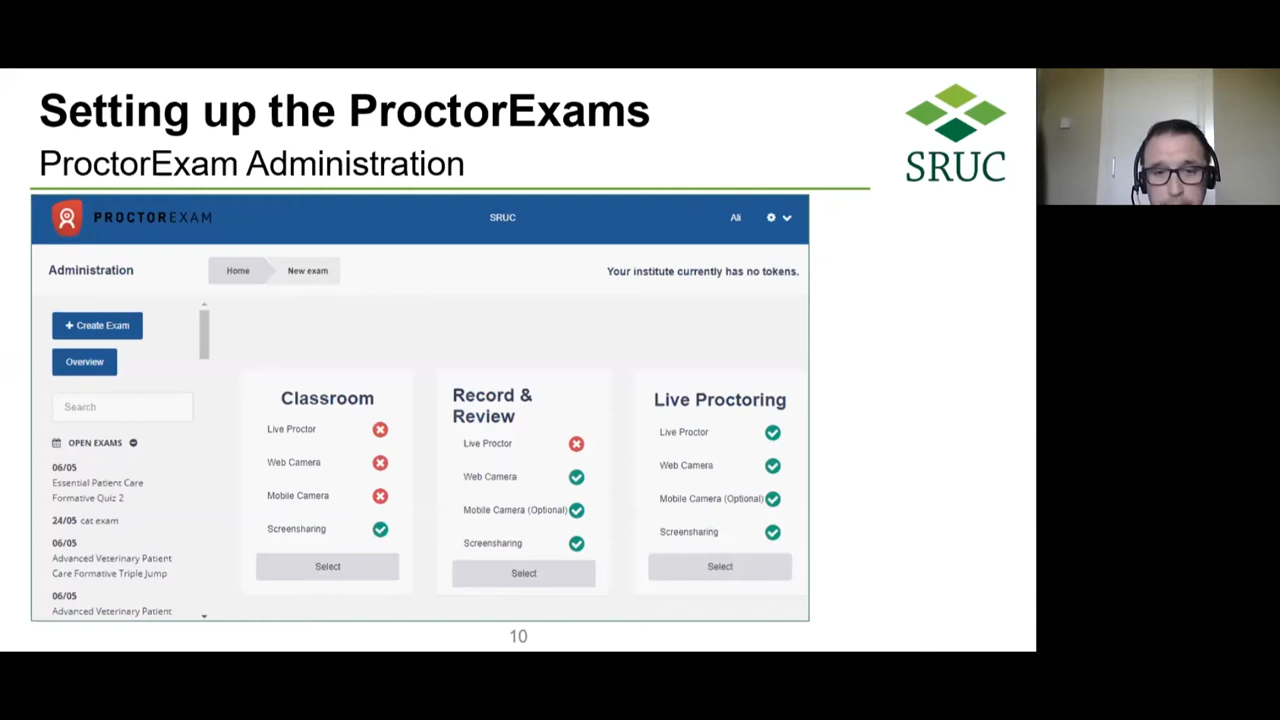 Setting up the ProctorExams
ProctorExam Administration
SRUC
PROCTOREXAM
SRUC
Ali
Administration
Home
New exam
Your institute currently has no tokens.
+ Create Exam
Overview
Search
OPEN EXAMS
06/05
Essential Patient Care
Formative Quiz 2
24/05 cat exam
06/05
Advanced Veterinary Patient
Care Formative Triple Jump
06/05
Advanced Veterinary Patient
Classroom
Live Proctor
Web Camera
Mobile Camera
Screensharing
Select
Record &
Review
Live Proctor
Web Camera
Mobile Camera (Optional)
Screensharing
Select
Live Proctoring
Live Proctor
Web Camera
Mobile Camera (Optional)
Screensharing
Select
10